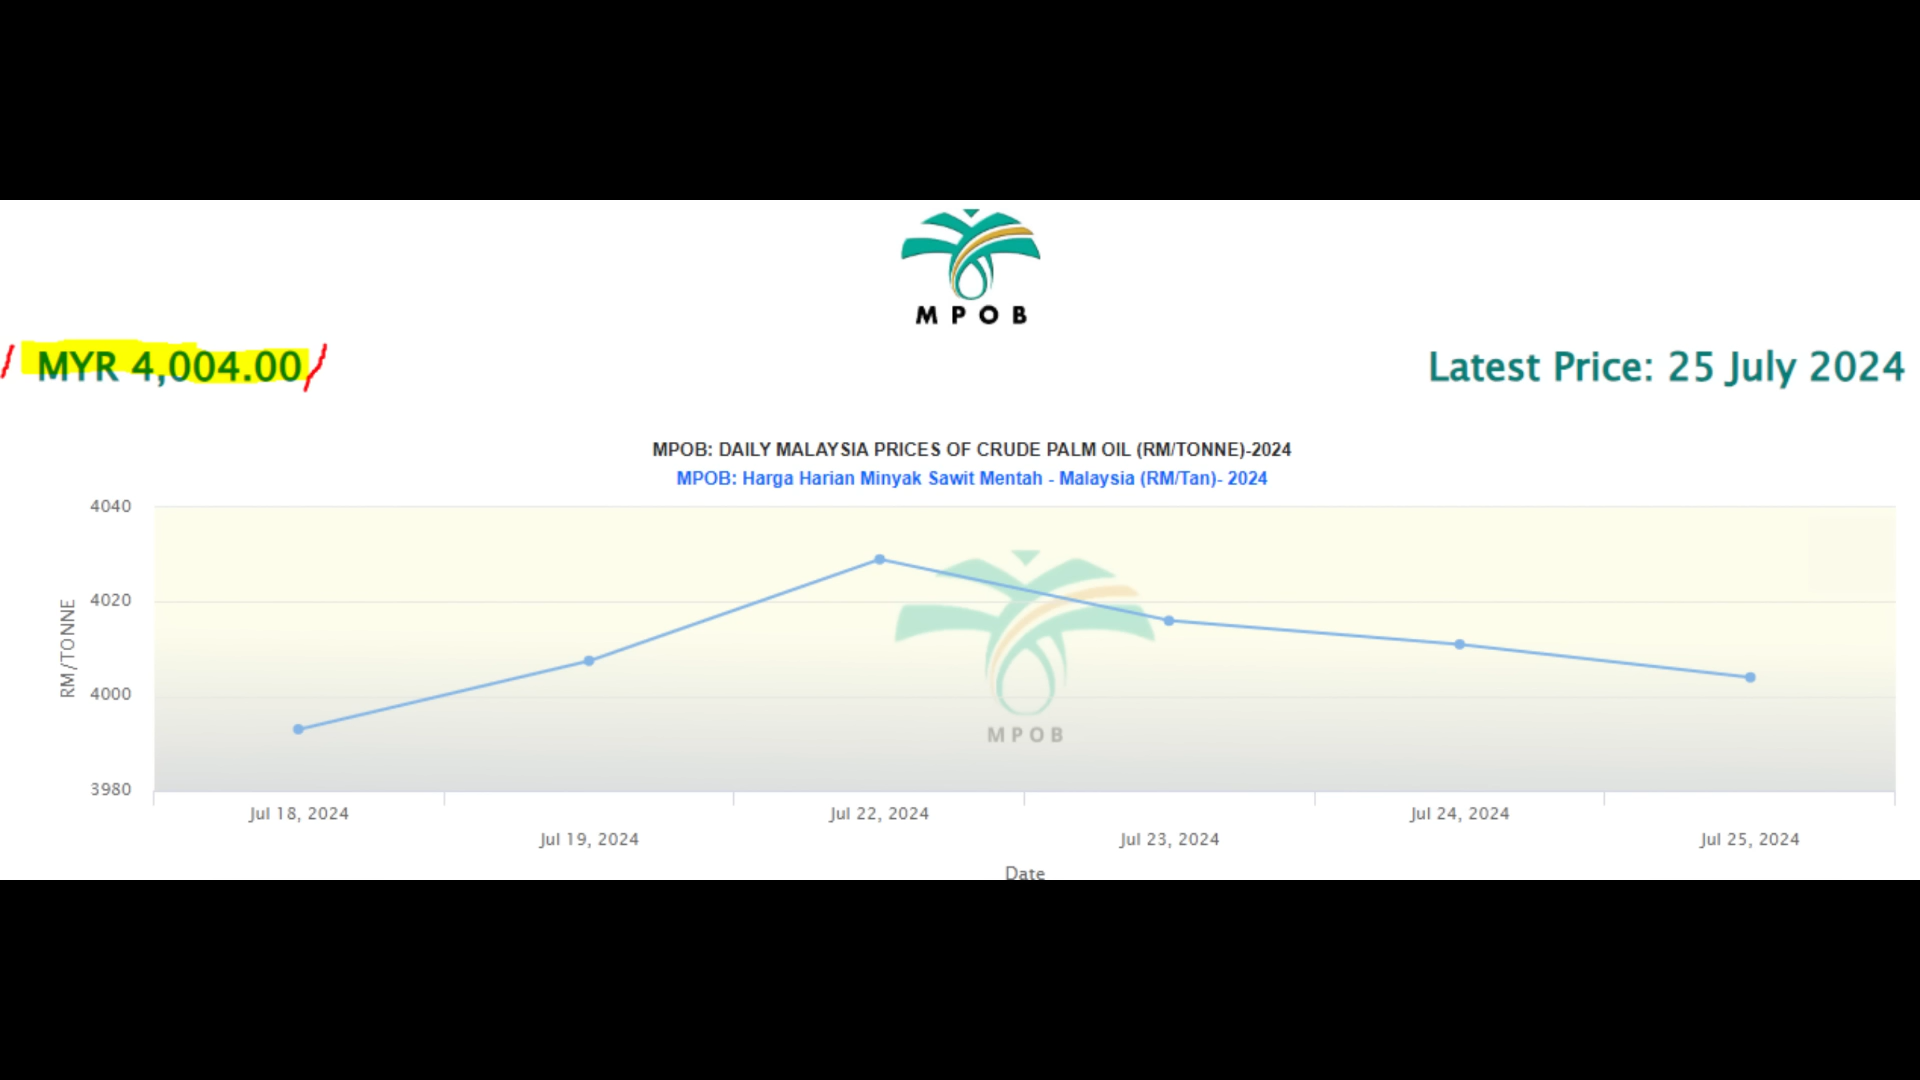 MPOB
MYR 4,004.00
Latest Price: 25 July 2024
MPOB: DAILY MALAYSIA PRICES OF CRUDE PALM OIL (RM/TONNE)-2024
MPOB: Harga Harian Minyak Sawit Mentah - Malaysia (RM/Tan)- 2024
4040
4020
4000
3980
RM/TONNE
MPOB
Jul 18, 2024
Jul 19, 2024
Jul 22, 2024
Jul 23, 2024
Jul 24, 2024
Jul 25, 2024
Date